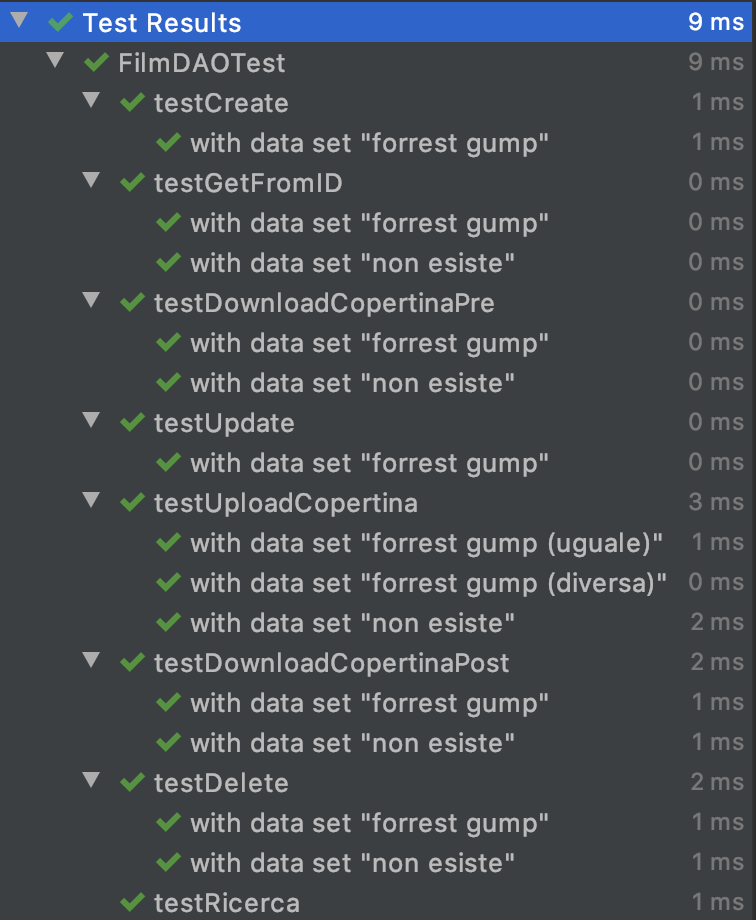 Test Results 9 ms
FilmDAOTest 9 ms
testCreate 1 ms
with data set "forrest gump" 1 ms
testGetFromID 0 ms
with data set "forrest gump" 0 ms
with data set "non esiste" 0 ms
testDownloadCopertinaPre 0 ms
with data set "forrest gump" 0 ms
with data set "non esiste" 0 ms
testUpdate 0 ms
with data set "forrest gump" 0 ms
testUploadCopertina 3 ms
with data set "forrest gump (uguale)" 1 ms
with data set "forrest gump (diversa)" 0 ms
with data set "non esiste" 2 ms
testDownloadCopertinaPost 2 ms
with data set "forrest gump" 1 ms
with data set "non esiste" 1 ms
testDelete 2 ms
with data set "forrest gump" 1 ms
with data set "non esiste" 1 ms
testRicerca 1 ms